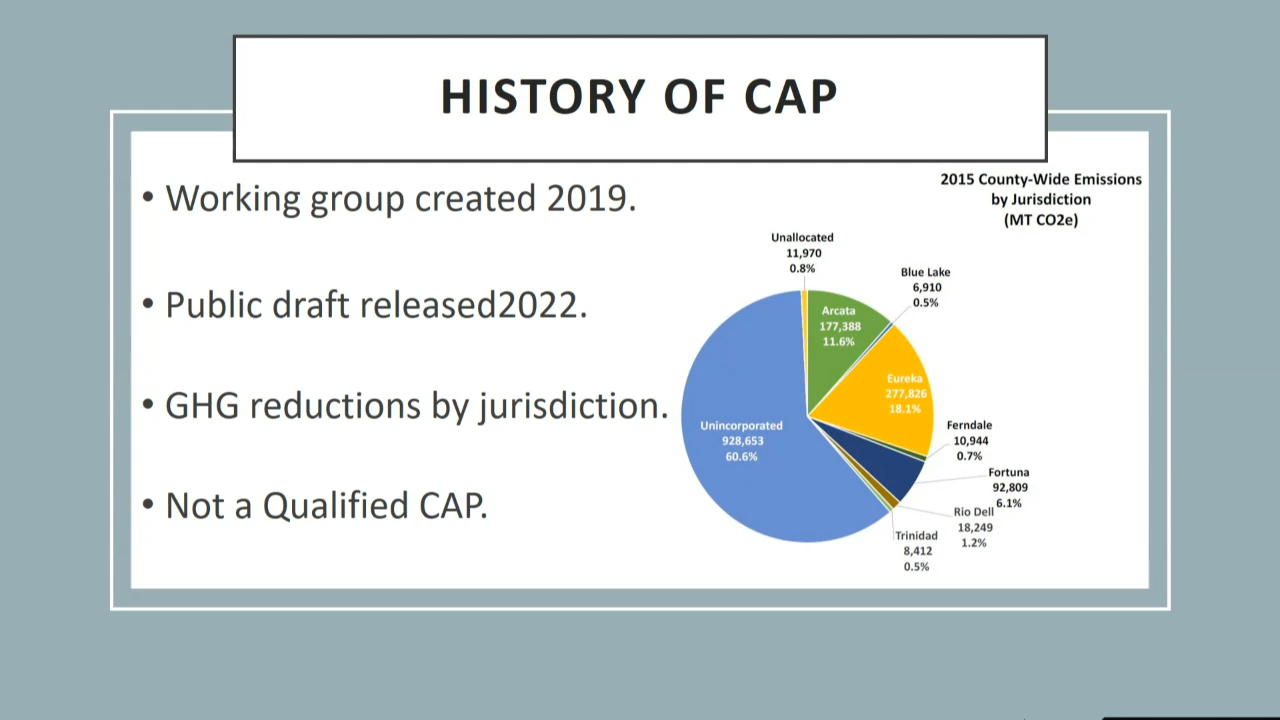 HISTORY OF CAP
• Working group created 2019.
• Public draft released2022.
• GHG reductions by jurisdiction.
• Not a Qualified CAP.
2015 County-Wide Emissions
by Jurisdiction
(MT CO2e)
Unallocated
11,970
0.8%
Blue Lake
6,910
0.5%
Arcata
177,388
11.6%
Eureka
277,826
18.1%
Ferndale
10,944
0.7%
Fortuna
92,809
6.1%
Rio Dell
18,249
1.2%
Trinidad
8,412
0.5%
Unincorporated
928,653
60.6%